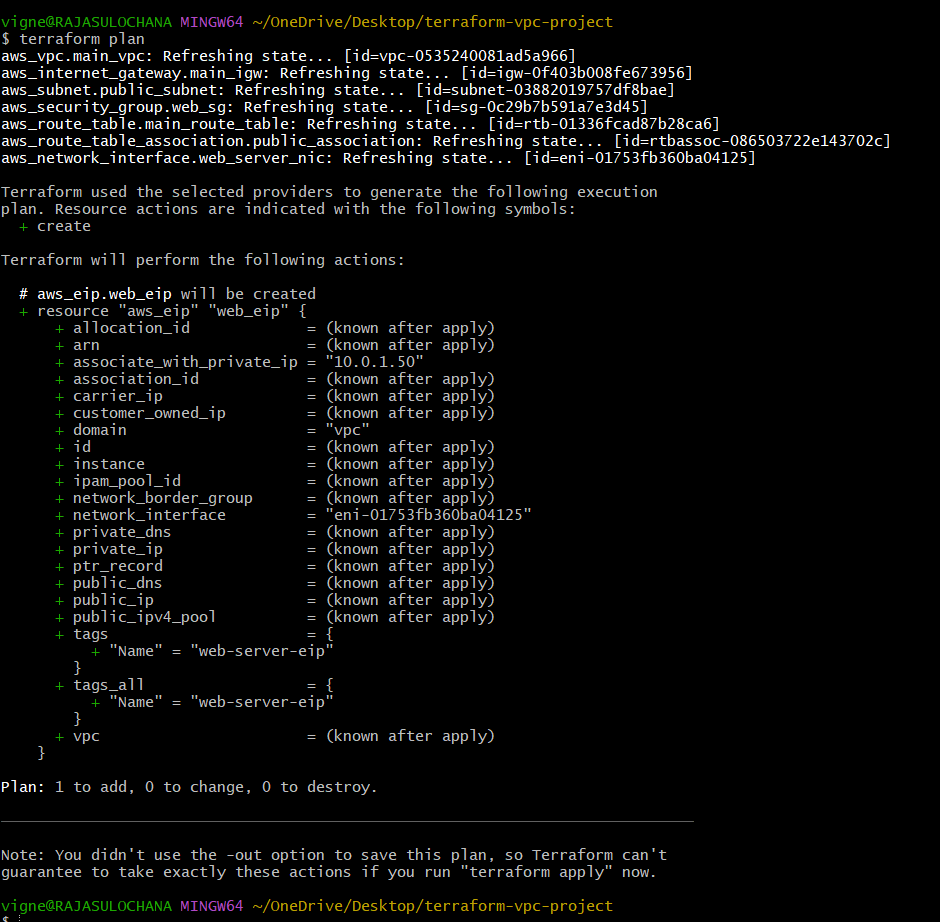 vigne@RAJASULOCHANA MINGW64 ~/OneDrive/Desktop/terraform-vpc-project
$ terraform plan
aws_vpc.main_vpc: Refreshing state... [id=vpc-0535240081ad5a966]
aws_internet_gateway.main_igw: Refreshing state... [id=igw-0f403b008fe673956]
aws_subnet.public_subnet: Refreshing state... [id=subnet-03882019757df8bae]
aws_security_group.web_sg: Refreshing state... [id=sg-0c29b7b591a7e3d45]
aws_route_table.main_route_table: Refreshing state... [id=rtb-01336fcad87b28ca6]
aws_route_table_association.public_association: Refreshing state... [id=rtbassoc-086503722e143702c]
aws_network_interface.web_server_nic: Refreshing state... [id=eni-01753fb360ba04125]

Terraform used the selected providers to generate the following execution
plan. Resource actions are indicated with the following symbols:
  + create

Terraform will perform the following actions:

  # aws_eip.web_eip will be created
  + resource "aws_eip" "web_eip" {
      + allocation_id             = (known after apply)
      + arn                       = (known after apply)
      + associate_with_private_ip = "10.0.1.50"
      + association_id            = (known after apply)
      + carrier_ip                = (known after apply)
      + customer_owned_ip         = (known after apply)
      + domain                    = "vpc"
      + id                        = (known after apply)
      + instance                  = (known after apply)
      + ipam_pool_id              = (known after apply)
      + network_border_group      = (known after apply)
      + network_interface         = "eni-01753fb360ba04125"
      + private_dns               = (known after apply)
      + private_ip                = (known after apply)
      + ptr_record                = (known after apply)
      + public_dns                = (known after apply)
      + public_ip                 = (known after apply)
      + public_ipv4_pool          = (known after apply)
      + tags                      = {
          + "Name" = "web-server-eip"
        }
      + tags_all                  = {
          + "Name" = "web-server-eip"
        }
      + vpc                       = (known after apply)
    }

Plan: 1 to add, 0 to change, 0 to destroy.

Note: You didn't use the -out option to save this plan, so Terraform can't
guarantee to take exactly these actions if you run "terraform apply" now.

vigne@RAJASULOCHANA MINGW64 ~/OneDrive/Desktop/terraform-vpc-project
$